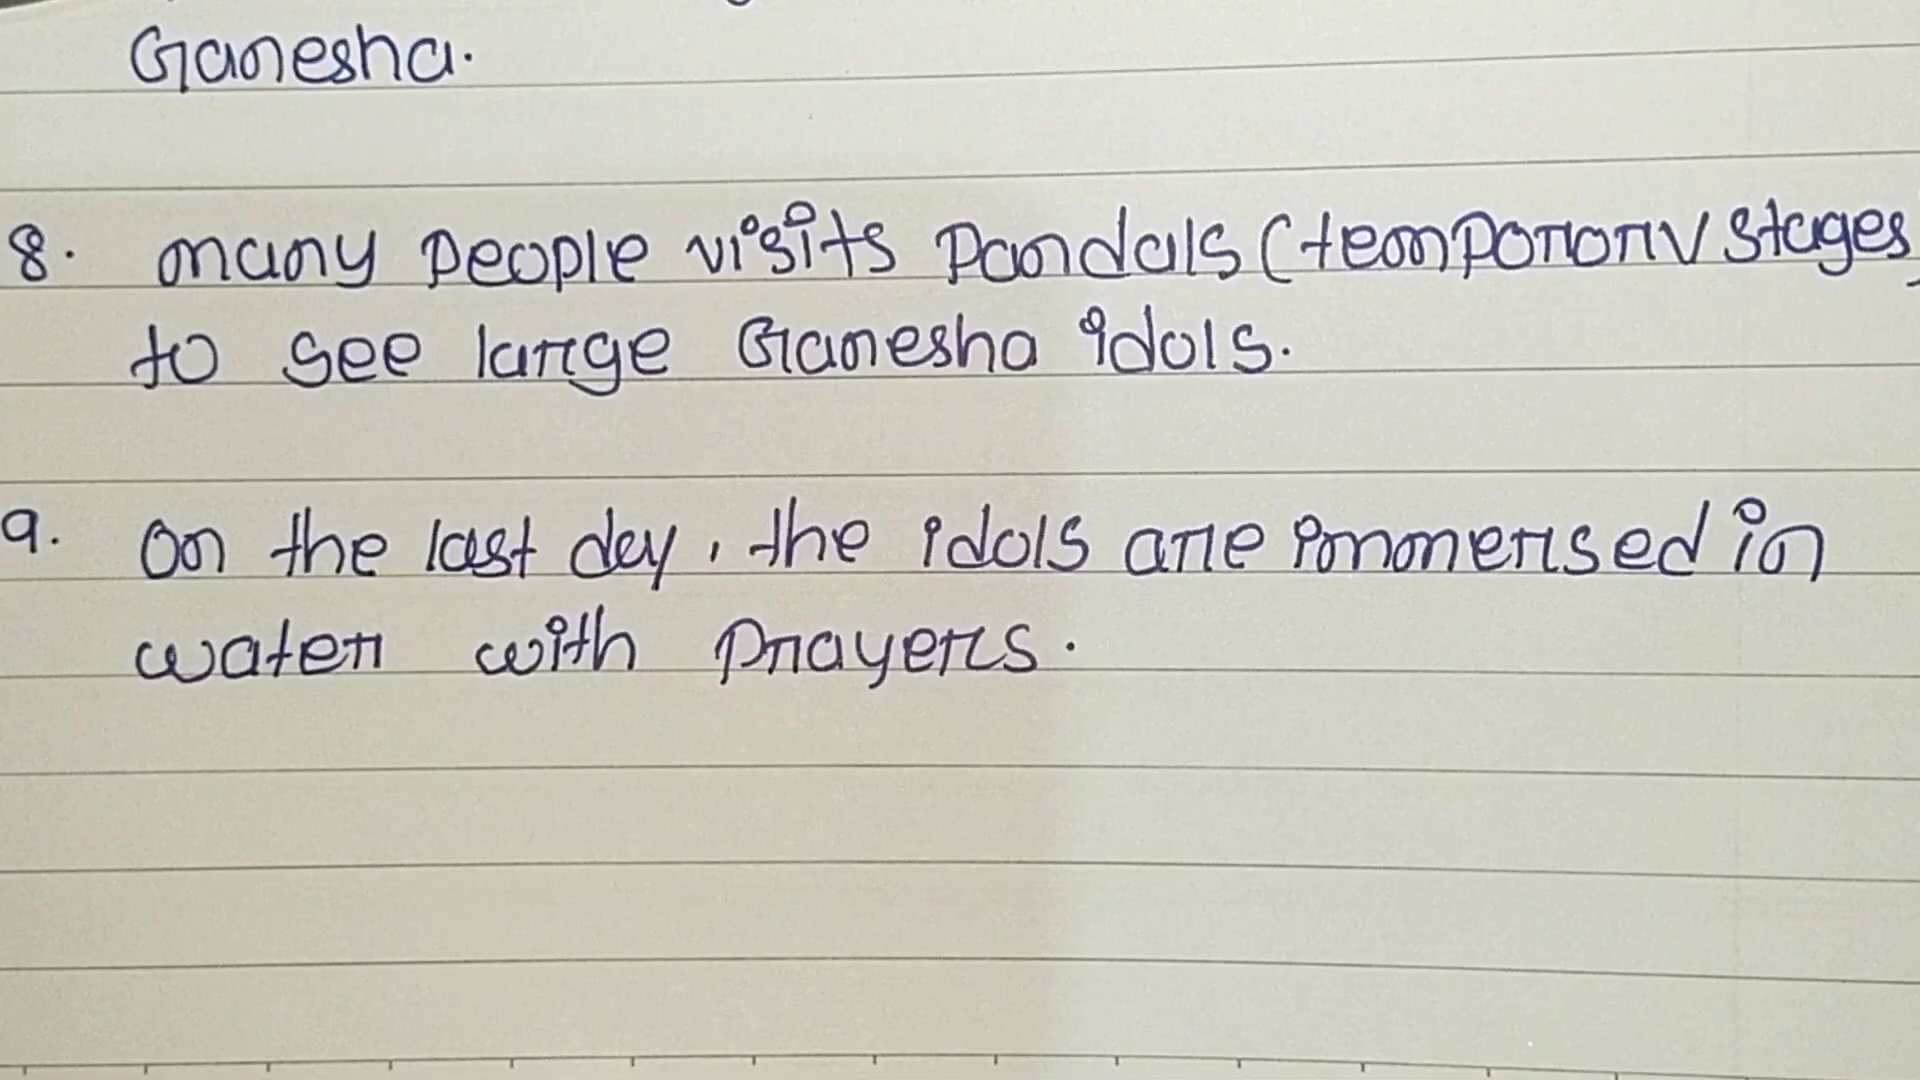 Ganesha.
8. many people visits Pandals (temporory stages
to see large Ganesha idols.
9. On the last day, the idols are immersed in
water with Prayers.